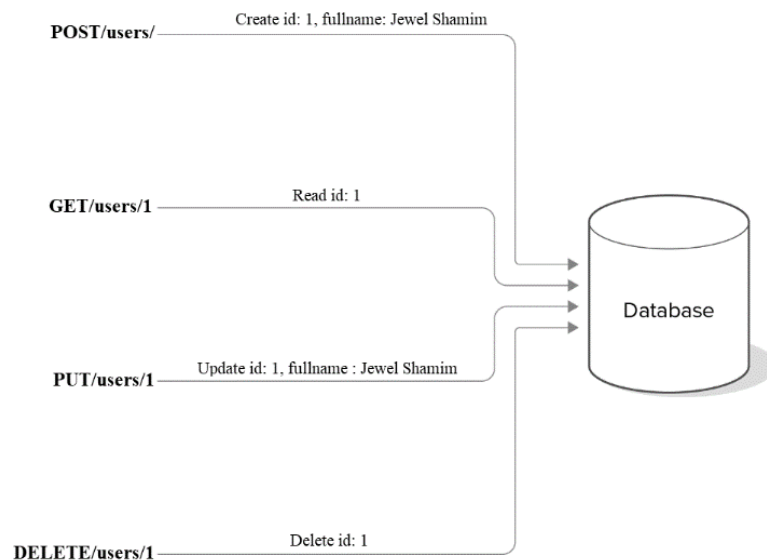 Create id: 1, fullname: Jewel Shamim
POST/users/
Read id: 1
GET/users/1
Database
Update id: 1, fullname : Jewel Shamim
PUT/users/1
Delete id: 1
DELETE/users/1